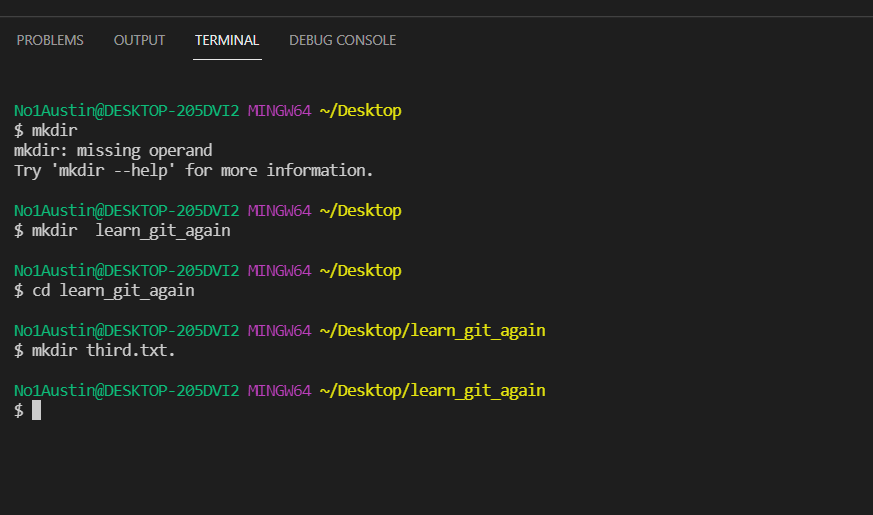 PROBLEMS OUTPUT TERMINAL DEBUG CONSOLE
No1Austin@DESKTOP-205DVI2 MINGW64 ~/Desktop
$ mkdir
mkdir: missing operand
Try 'mkdir --help' for more information.
No1Austin@DESKTOP-205DVI2 MINGW64 ~/Desktop
$ mkdir  learn_git_again
No1Austin@DESKTOP-205DVI2 MINGW64 ~/Desktop
$ cd learn_git_again
No1Austin@DESKTOP-205DVI2 MINGW64 ~/Desktop/learn_git_again
$ mkdir third.txt.
No1Austin@DESKTOP-205DVI2 MINGW64 ~/Desktop/learn_git_again
$